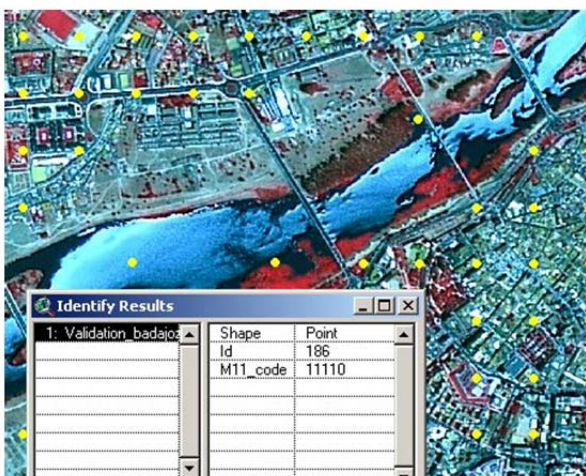 Identify Results
1: Validation_badajoz
Shape Point
Id 186
M11_code 11110